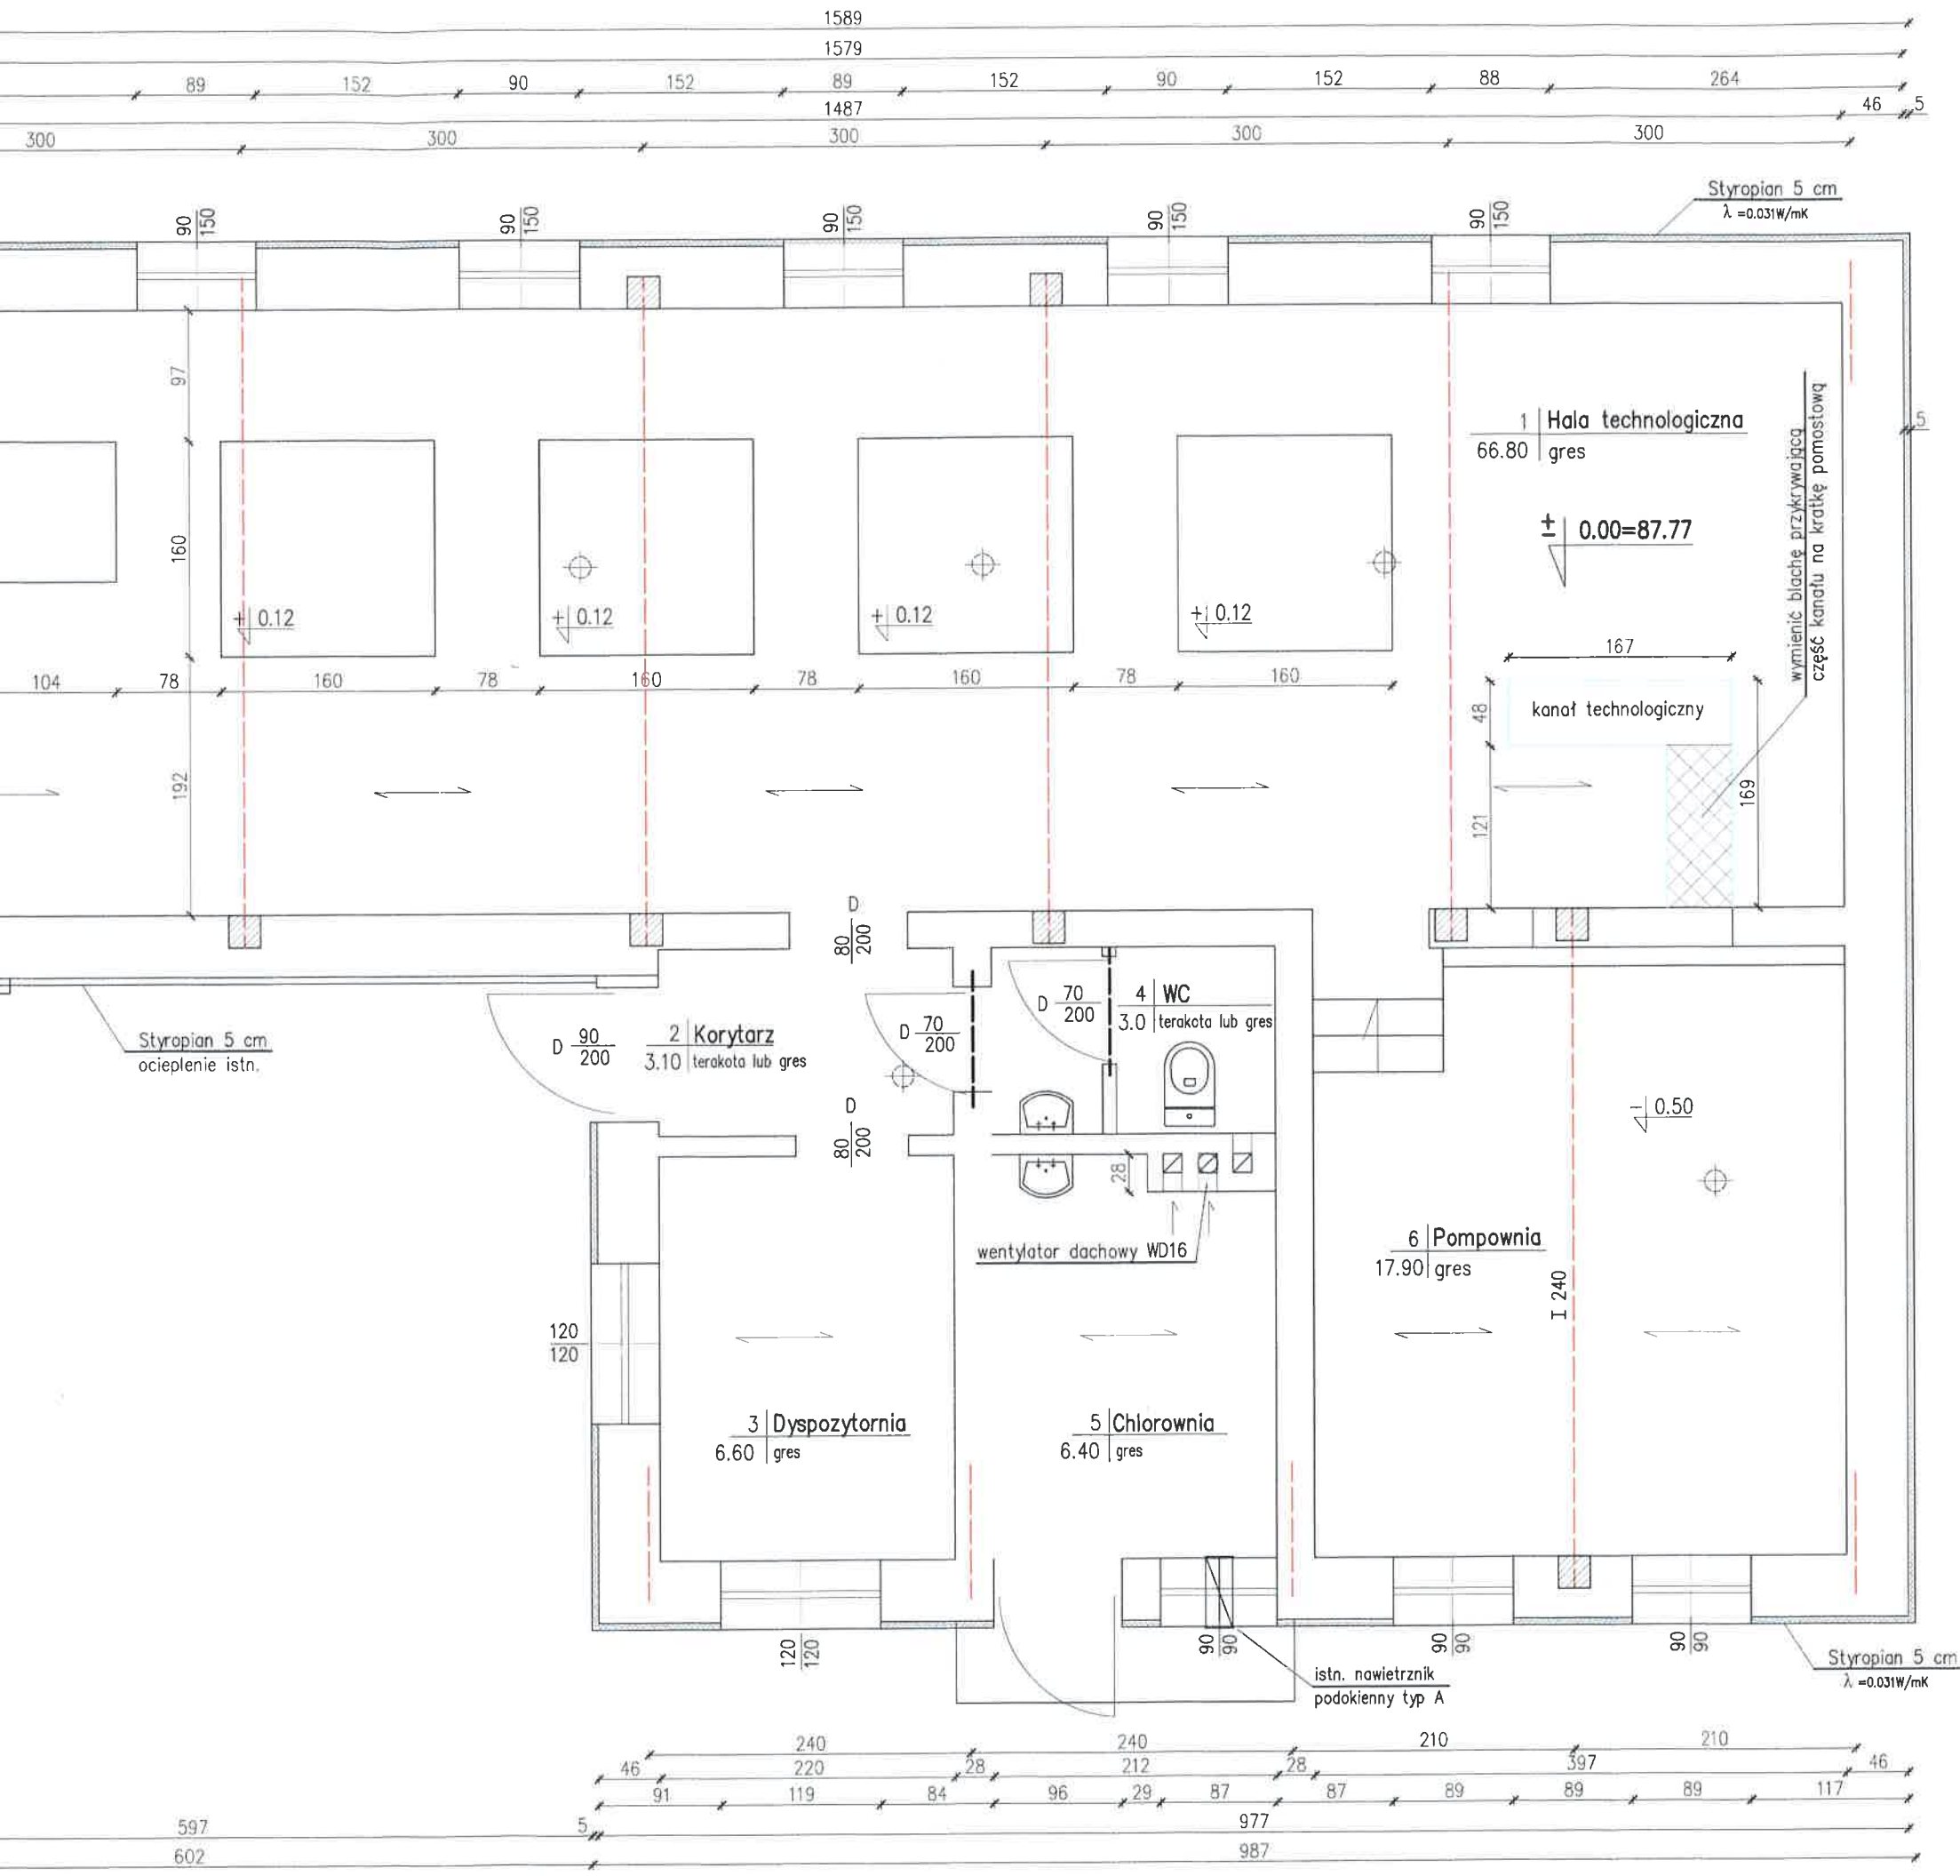 1589
1579
89 152 90 152 89 152 90 152 88 264
1487 46 5
300 300 300 300 300
Styropian 5 cm
λ =0.031W/mK
90 150
90 150
90 150
90 150
90 150
97
5
1 Hala technologiczna
66.80 gres
wymienić blachę przykrywającą
część kanału na kratkę pomostową
± 0.00=87.77
160
+ 0.12
+ 0.12
+ 0.12
+ 0.12
167
104 78 160 78 160 78 160 78 160
48
kanał technologiczny
192
121
169
D
80
200
D 70
200
4 WC
3.0 terakota lub gres
D 90
200
2 Korytarz
3.10 terakota lub gres
D 70
200
Styropian 5 cm
ocieplenie istn.
- 0.50
D
80
200
28
6 Pompownia
17.90 gres
wentylator dachowy WD16
I 240
120
120
3 Dyspozytornia
6.60 gres
5 Chlorownia
6.40 gres
120 120
90 90
90 90
90 90
istn. nawietrznik
podokienny typ A
Styropian 5 cm
λ =0.031W/mK
240 240 210 210
46 220 28 212 28 397 46
91 119 84 96 29 87 87 89 89 89 117
597 5 977
602 987